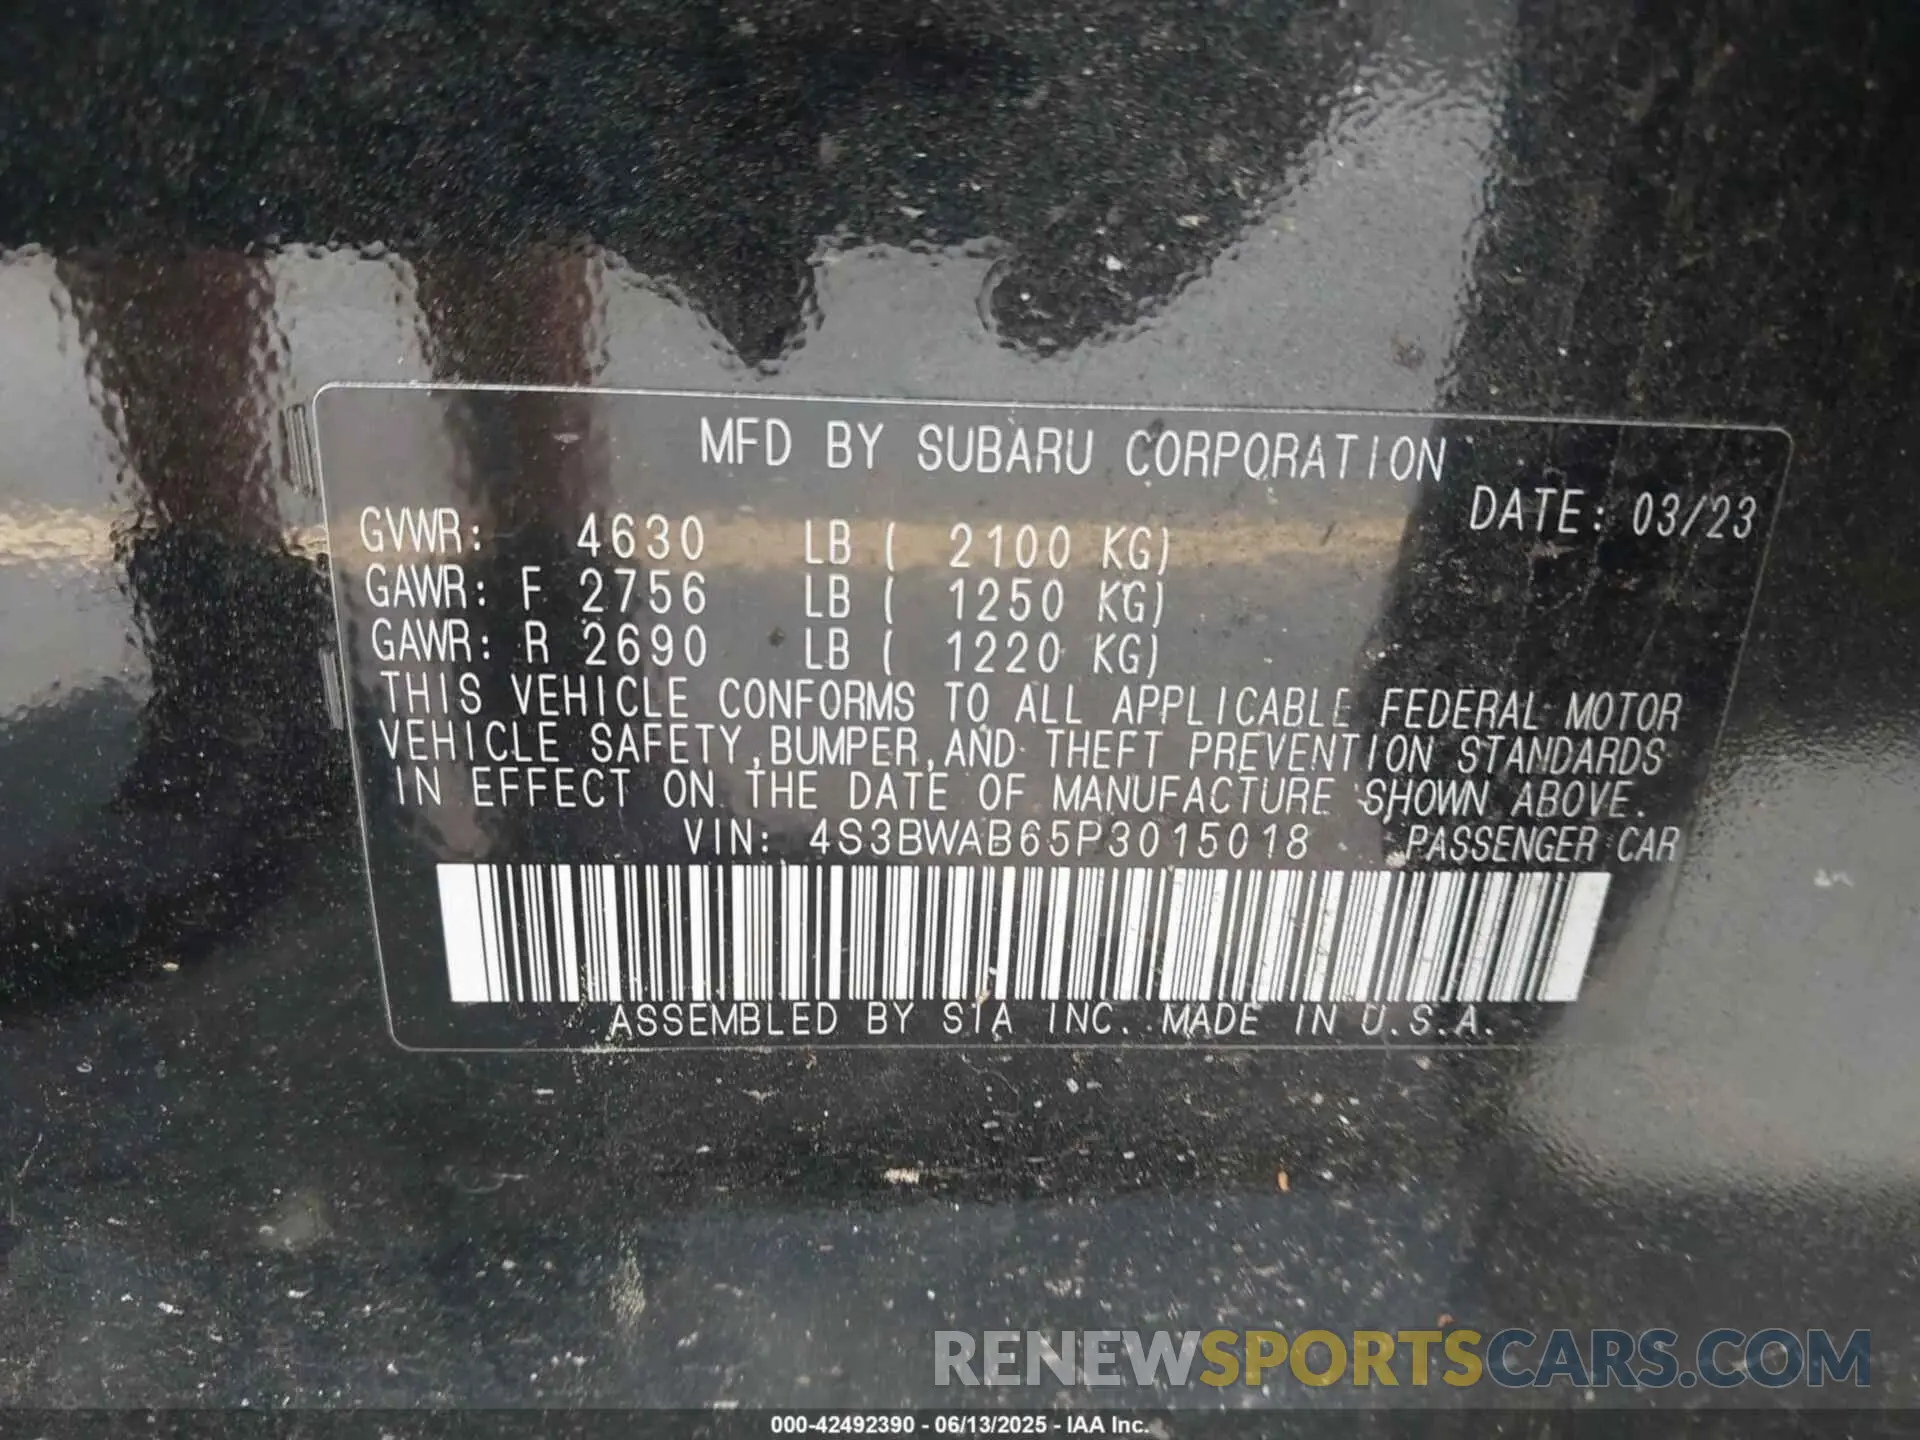 MFD BY SUBARU CORPORATION
DATE: 03/23
GVWR: 4630 LB ( 2100 KG)
GAWR: F 2756 LB ( 1250 KG)
GAWR: R 2690 LB ( 1220 KG)
THIS VEHICLE CONFORMS TO ALL APPLICABLE FEDERAL MOTOR
VEHICLE SAFETY,BUMPER,AND THEFT PREVENTION STANDARDS
IN EFFECT ON THE DATE OF MANUFACTURE SHOWN ABOVE.
VIN: 4S3BWAB65P3015018 PASSENGER CAR
ASSEMBLED BY SIA INC. MADE IN U.S.A.
RENEWSPORTSCARS.COM
000-42492390 - 06/13/2025 - IAA Inc.